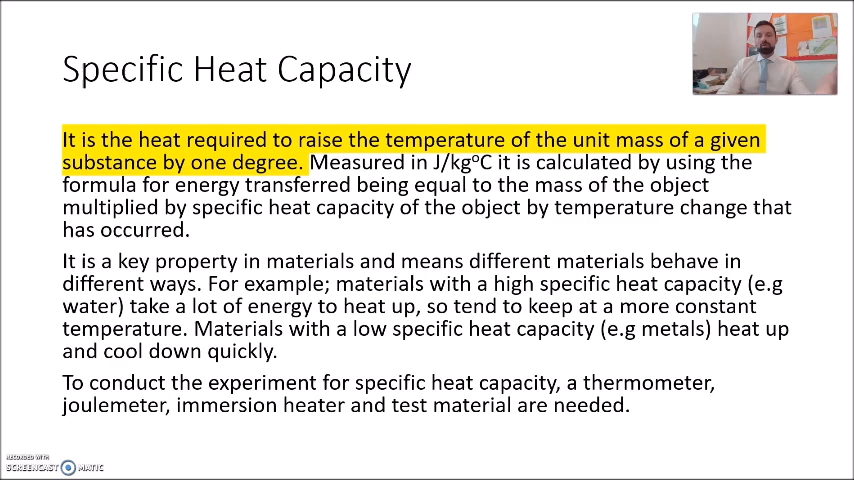 Specific Heat Capacity
It is the heat required to raise the temperature of the unit mass of a given
substance by one degree. Measured in J/kg°C it is calculated by using the
formula for energy transferred being equal to the mass of the object
multiplied by specific heat capacity of the object by temperature change that
has occurred.
It is a key property in materials and means different materials behave in
different ways. For example; materials with a high specific heat capacity (e.g
water) take a lot of energy to heat up, so tend to keep at a more constant
temperature. Materials with a low specific heat capacity (e.g metals) heat up
and cool down quickly.
To conduct the experiment for specific heat capacity, a thermometer,
joulemeter, immersion heater and test material are needed.
RECORDED WITH
SCREENCAST MATIC